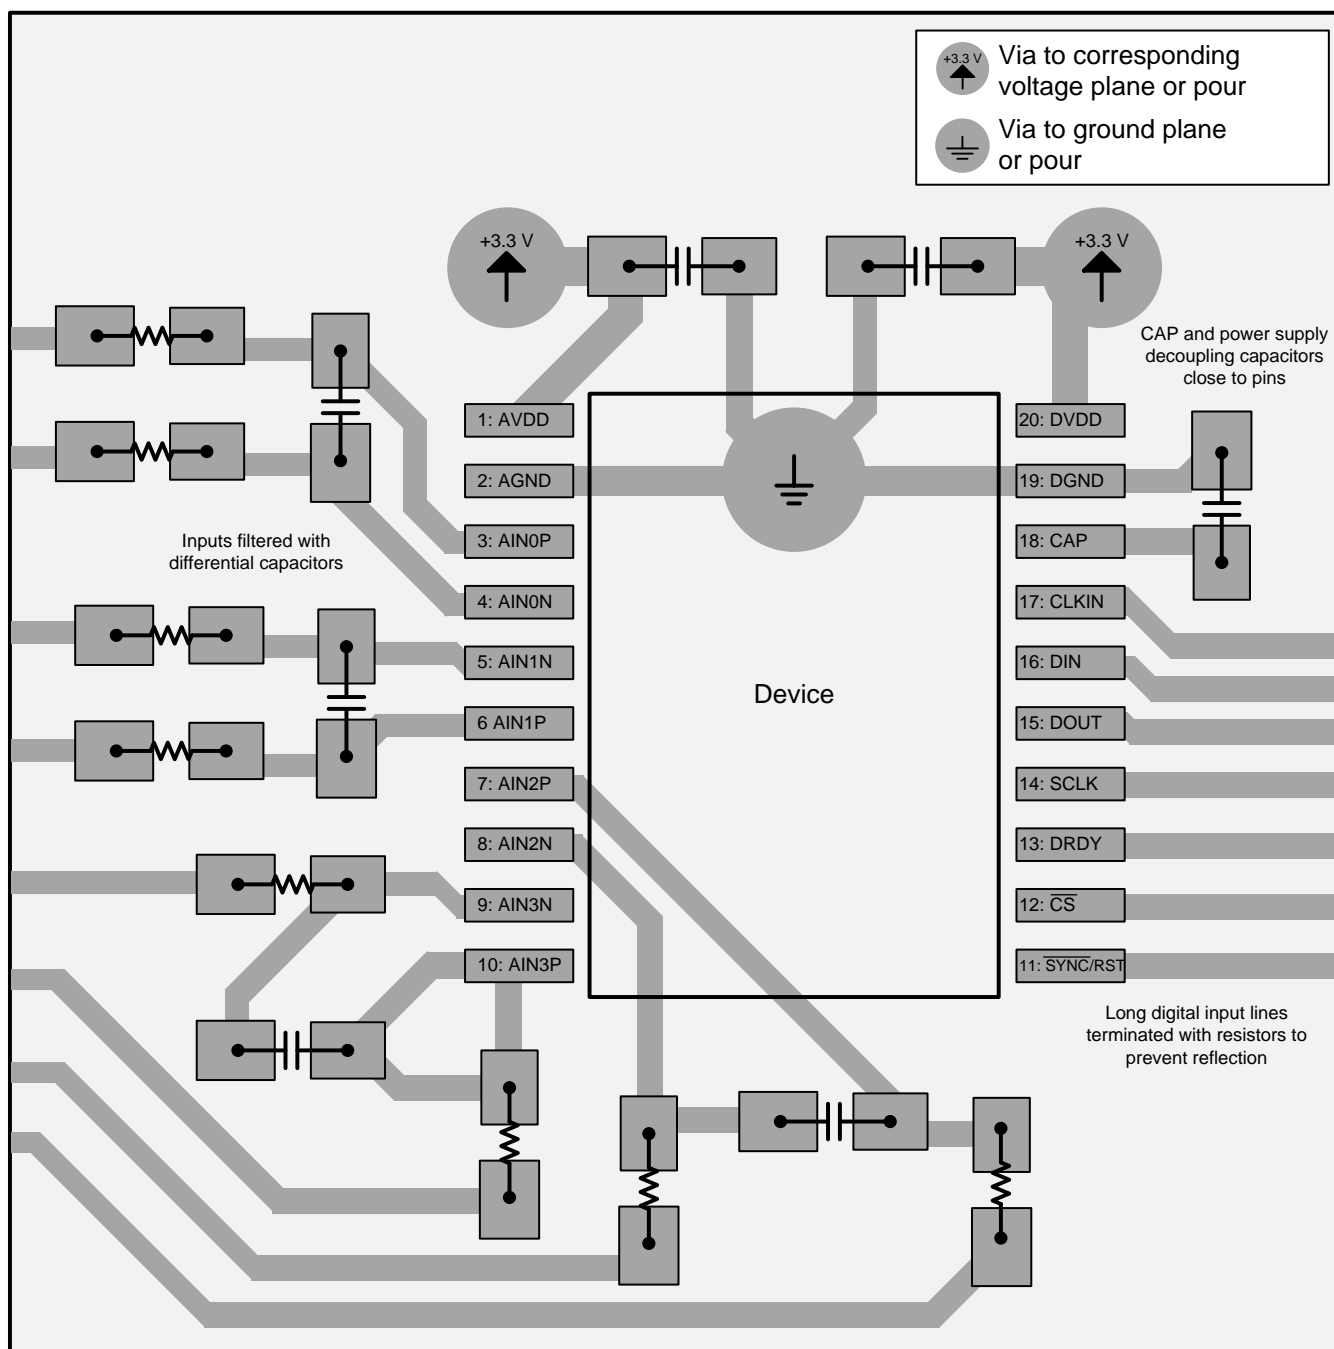 +3.3 V
Via to corresponding
voltage plane or pour
Via to ground plane
or pour
+3.3 V
+3.3 V
CAP and power supply
decoupling capacitors
close to pins
1: AVDD
20: DVDD
2: AGND
19: DGND
Inputs filtered with
differential capacitors
3: AIN0P
18: CAP
4: AIN0N
17: CLKIN
5: AIN1N
16: DIN
Device
6 AIN1P
15: DOUT
7: AIN2P
14: SCLK
8: AIN2N
13: DRDY
9: AIN3N
12: CS
10: AIN3P
11: SYNC/RST
Long digital input lines
terminated with resistors to
prevent reflection